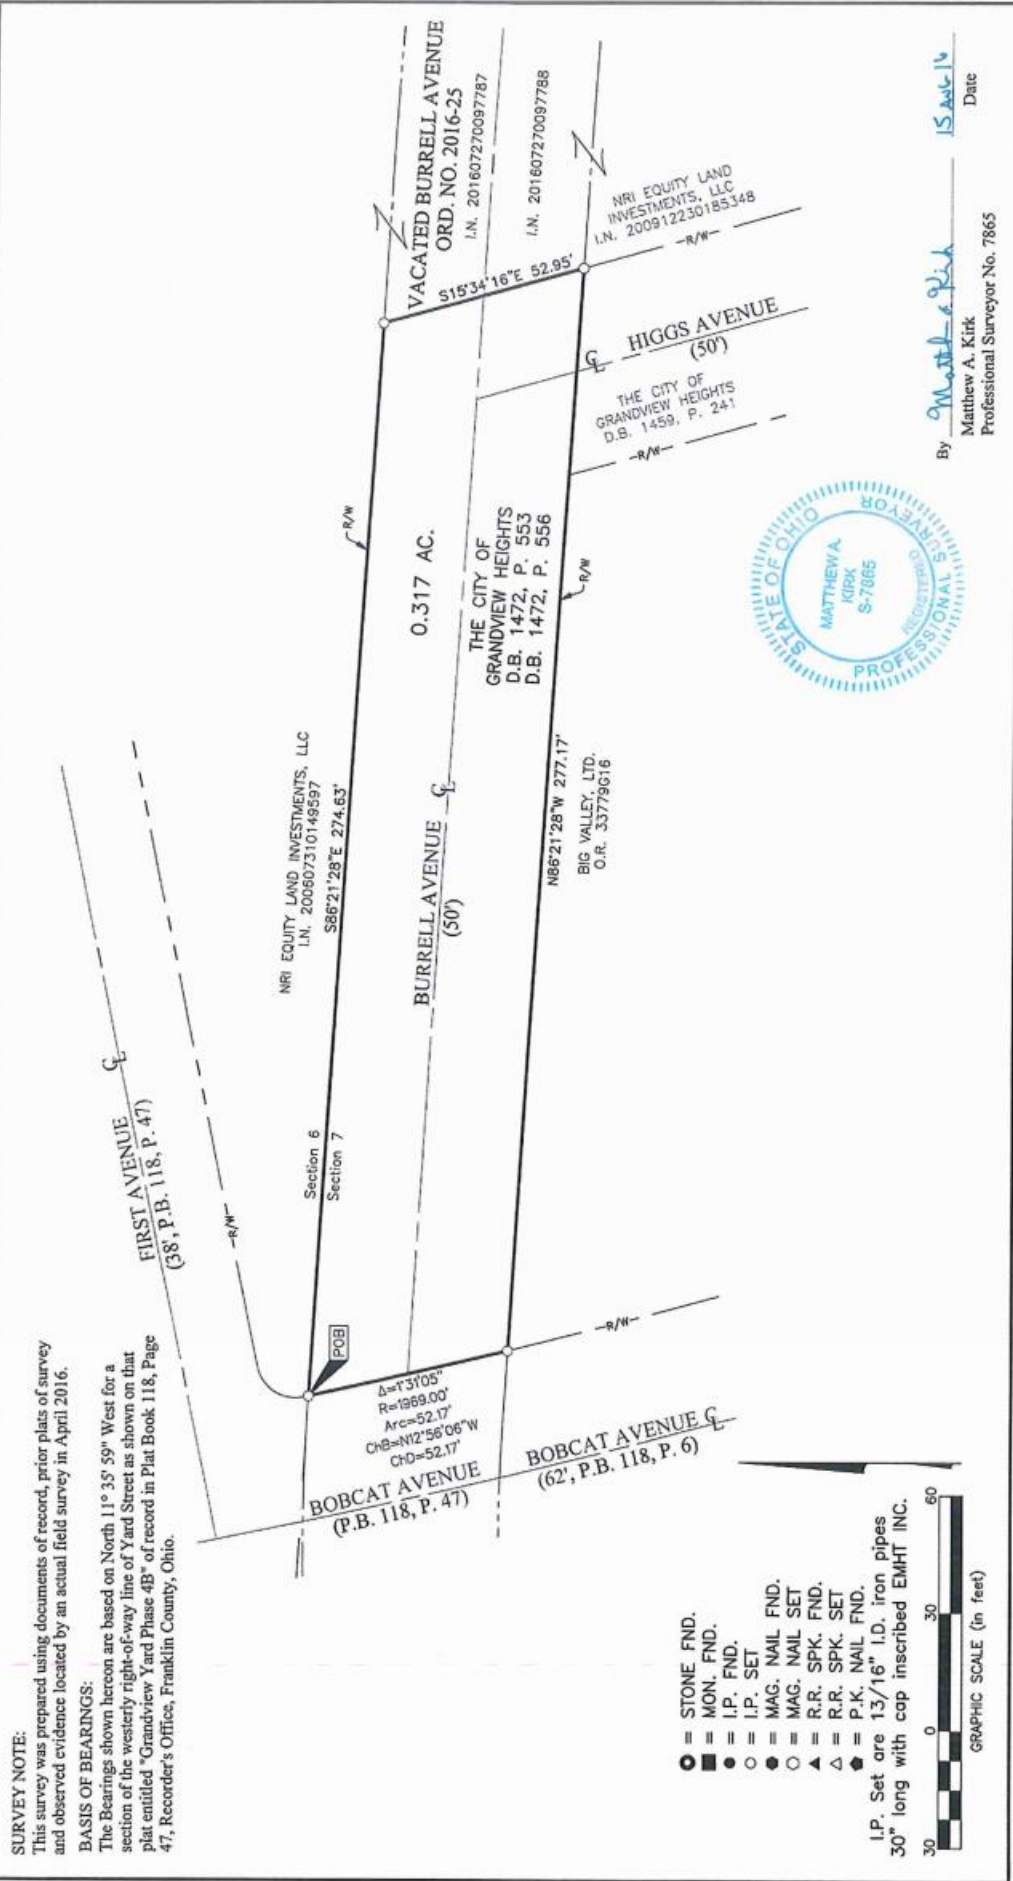 SURVEY NOTE:
This survey was prepared using documents of record, prior plats of survey
and observed evidence located by an actual field survey in April 2016.
BASIS OF BEARINGS:
The Bearings shown hereon are based on North 11° 35' 59" West for a
section of the westerly right-of-way line of Yard Street as shown on that
plat entitled "Grandview Yard Phase 4B" of record in Plat Book 118, Page
47, Recorder's Office, Franklin County, Ohio.
FIRST AVENUE
(38', P.B. 118, P. 47)
℄
-R/W-
NRI EQUITY LAND INVESTMENTS, LLC
I.N. 200607310149597
S86°21'28"E 274.63'
R/W
Section 6
Section 7
POB
VACATED BURRELL AVENUE
ORD. NO. 2016-25
I.N. 201607270097787
I.N. 201607270097788
S15°34'16"E 52.95'
0.317 AC.
BURRELL AVENUE ℄
(50')
THE CITY OF
GRANDVIEW HEIGHTS
D.B. 1472, P. 553
D.B. 1472, P. 556
NRI EQUITY LAND
INVESTMENTS, LLC
I.N. 200912230185348
-R/W-
℄ HIGGS AVENUE
(50')
THE CITY OF
GRANDVIEW HEIGHTS
D.B. 1459, P. 241
-R/W-
R/W
N86°21'28"W 277.17'
BIG VALLEY, LTD.
O.R. 33779G16
Δ=1°31'05"
R=1969.00'
Arc=52.17'
ChB=N12°56'06"W
ChD=52.17'
-R/W-
BOBCAT AVENUE
(P.B. 118, P. 47)
BOBCAT AVENUE ℄
(62', P.B. 118, P. 6)
= STONE FND.
= MON. FND.
= I.P. FND.
= I.P. SET
= MAG. NAIL FND.
= MAG. NAIL SET
= R.R. SPK. FND.
= R.R. SPK. SET
= P.K. NAIL FND.
I.P. Set are 13/16" I.D. iron pipes
30" long with cap inscribed EMHT INC.
30 0 30 60
GRAPHIC SCALE (in feet)
STATE OF OHIO
MATTHEW A.
KIRK
S-7865
REGISTERED
PROFESSIONAL SURVEYOR
By Matthew A Kirk 15 AUG 16
Matthew A. Kirk Date
Professional Surveyor No. 7865